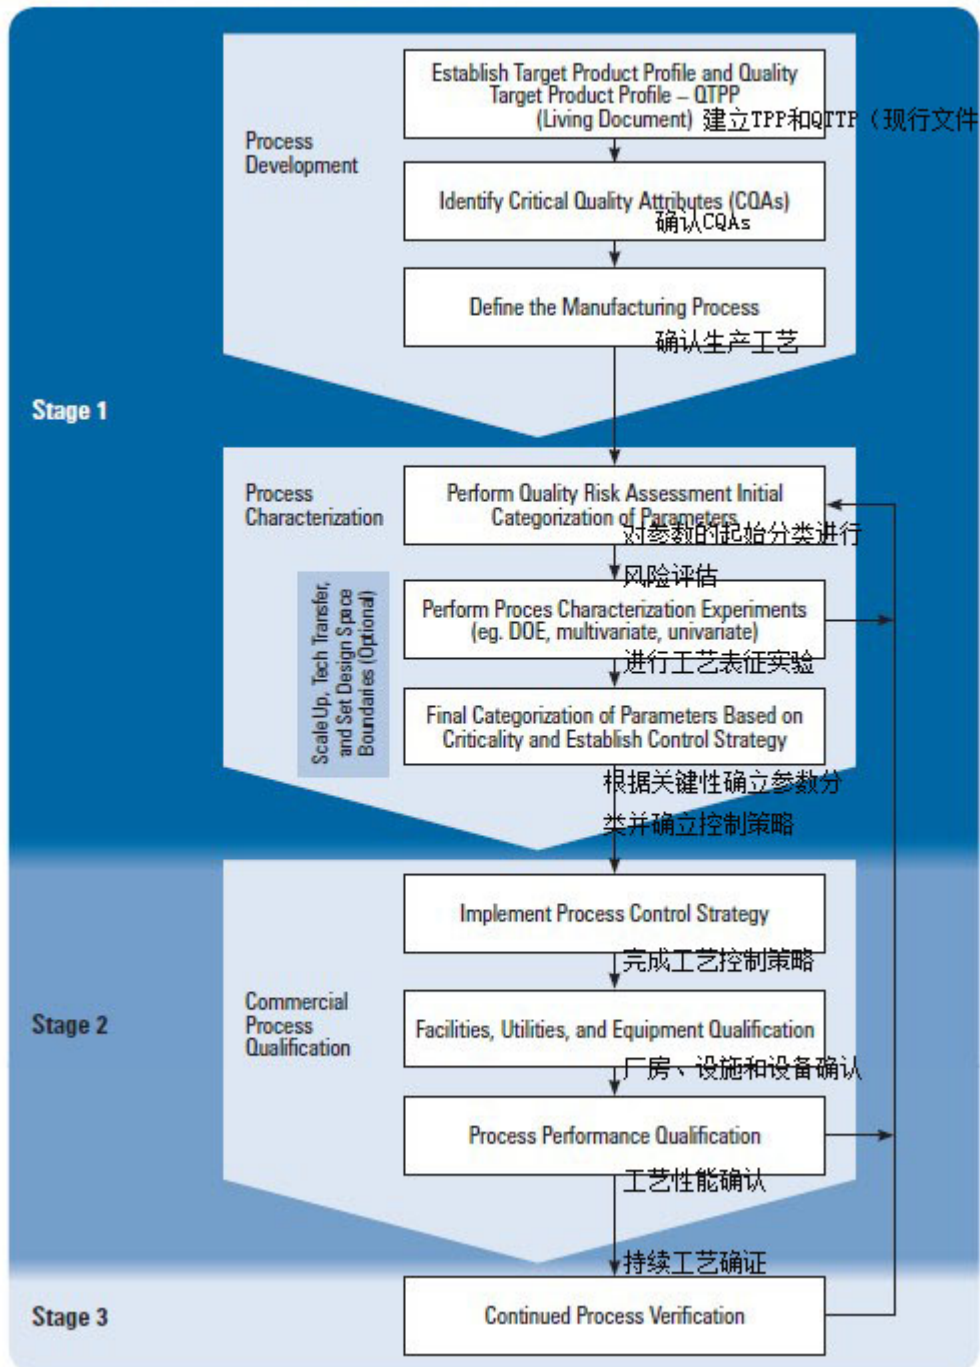 Establish Target Product Profile and Quality
Target Product Profile – QTPP
(Living Document) 建立TPP和QTTP（现行文件
Process
Development
Identify Critical Quality Attributes (CQAs)
确认CQAs
Define the Manufacturing Process
确认生产工艺
Stage 1
Process
Characterization
Perform Quality Risk Assessment Initial
Categorization of Parameters
对参数的起始分类进行
风险评估
Scale Up, Tech Transfer,
and Set Design Space
Boundaries (Optional)
Perform Proces Characterization Experiments
(eg. DOE, multivariate, univariate)
进行工艺表征实验
Final Categorization of Parameters Based on
Criticality and Establish Control Strategy
根据关键性确立参数分
类并确立控制策略
Implement Process Control Strategy
完成工艺控制策略
Stage 2
Commercial
Process
Qualification
Facilities, Utilities, and Equipment Qualification
厂房、设施和设备确认
Process Performance Qualification
工艺性能确认
持续工艺确证
Stage 3
Continued Process Verification